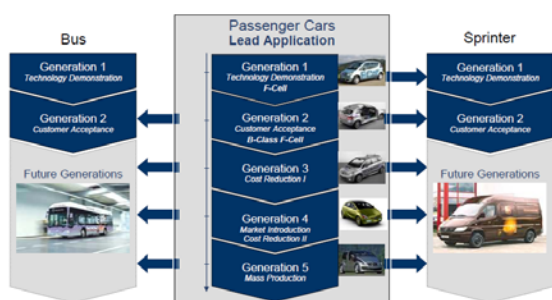 Bus
Generation 1
Technology Demonstration
Generation 2
Customer Acceptance
Future Generations
Passenger Cars
Lead Application
Generation 1
Technology Demonstration
F-Cell
Generation 2
Customer Acceptance
B-Class F-Cell
Generation 3
Cost Reduction I
Generation 4
Market Introduction
Cost Reduction II
Generation 5
Mass Production
Sprinter
Generation 1
Technology Demonstration
Generation 2
Customer Acceptance
Future Generations